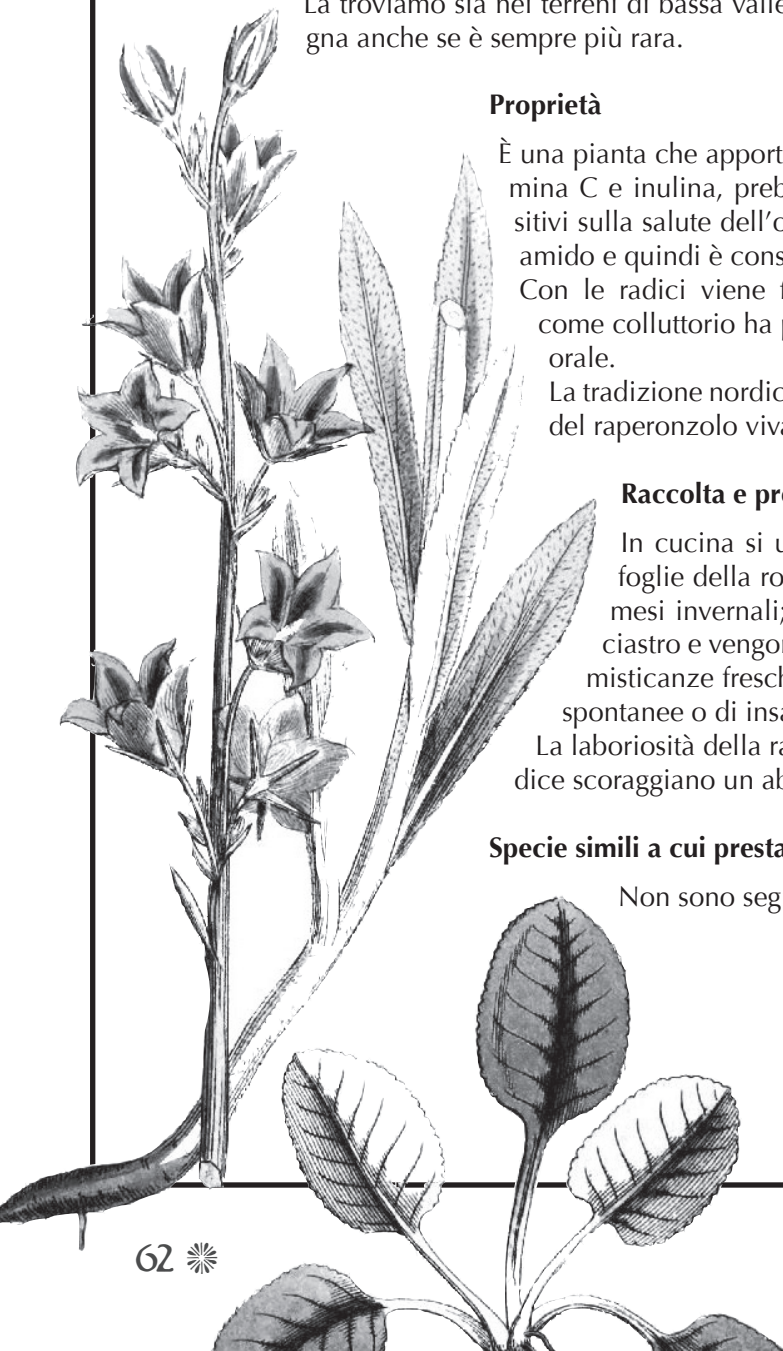 La troviamo sia nei terreni di bassa valle
gna anche se è sempre più rara.
Proprietà
È una pianta che apport
mina C e inulina, preb
sitivi sulla salute dell’o
amido e quindi è cons
Con le radici viene f
come colluttorio ha p
orale.
La tradizione nordic
del raperonzolo viva
Raccolta e pre
In cucina si u
foglie della ro
mesi invernali;
ciastro e vengon
misticanze fresch
spontanee o di insa
La laboriosità della ra
dice scoraggiano un ab
Specie simili a cui presta
Non sono seg
62